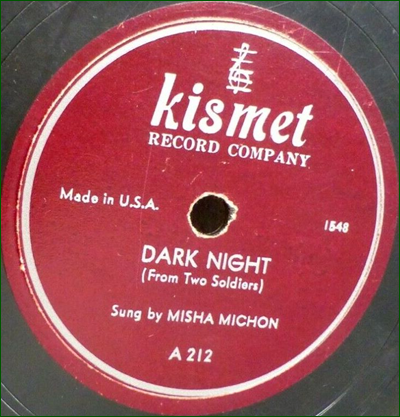 kismet
RECORD COMPANY
Made in U.S.A.
1548
DARK NIGHT
(From Two Soldiers)
Sung by MISHA MICHON
A 212